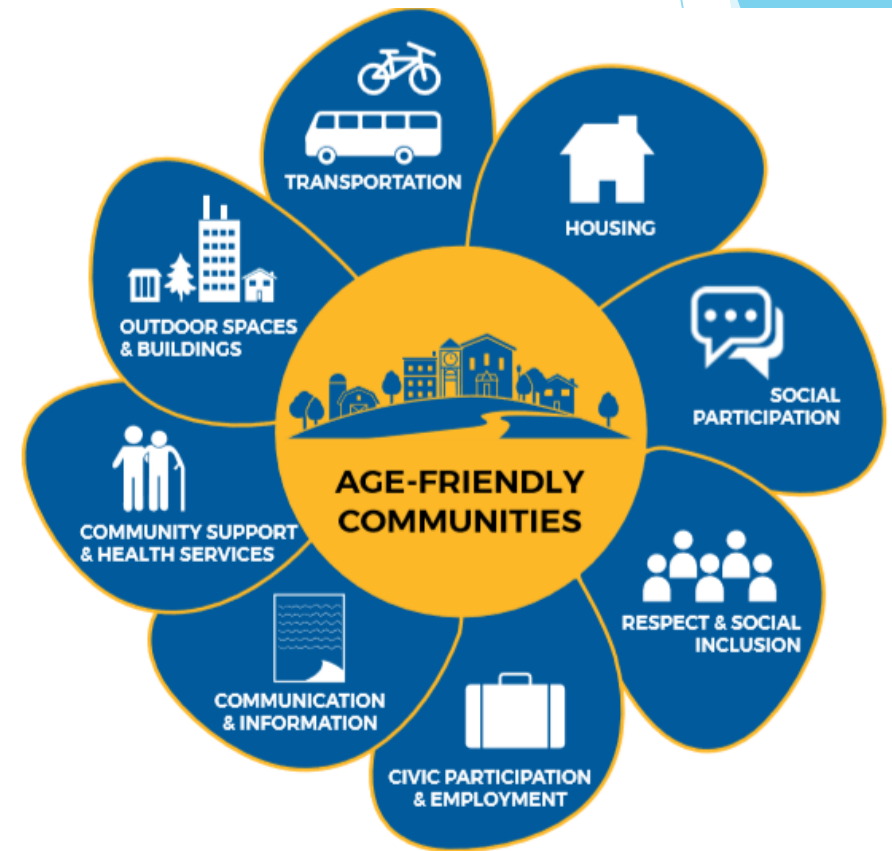 TRANSPORTATION
HOUSING
SOCIAL
PARTICIPATION
RESPECT & SOCIAL
INCLUSION
CIVIC PARTICIPATION
& EMPLOYMENT
COMMUNICATION
& INFORMATION
COMMUNITY SUPPORT
& HEALTH SERVICES
OUTDOOR SPACES
& BUILDINGS
AGE-FRIENDLY
COMMUNITIES